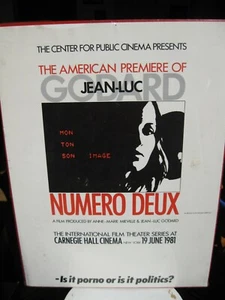 THE CENTER FOR PUBLIC CINEMA PRESENTS
THE AMERICAN PREMIERE OF
JEAN-LUC
GODARD
MON
TON
SON IMAGE
NUMERO DEUX
A FILM PRODUCED BY ANNE-MARIE MIEVILLE & JEAN-LUC GODARD
THE INTERNATIONAL FILM THEATER SERIES AT
CARNEGIE HALL CINEMA NEW YORK 19 JUNE 1981
-Is it porno or is it politics?